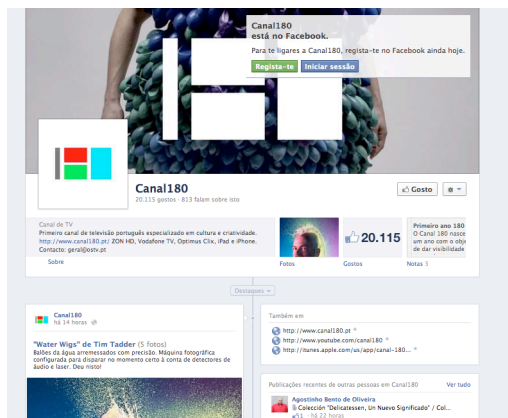 Canal180
está no Facebook.
Para te ligares a Canal180, regista-te no Facebook ainda hoje.
Regista-te Iniciar sessão
Canal180
20.115 gostos · 813 falam sobre isto
Gosto
Canal de TV
Primeiro canal de televisão português especializado em cultura e criatividade.
http://www.canal180.pt/ ZON HD, Vodafone TV, Optimus Clix, iPad e iPhone.
Contacto: geral@ostv.pt
Sobre
20.115
Primeiro ano 180
O Canal 180 nasce
um ano com o obje
de dar visibilidade
Fotos
Gostos
Notas 3
Destaques
Canal180
há 14 horas
"Water Wigs" de Tim Tadder (5 fotos)
Balões da água arremessados com precisão. Máquina fotográfica
configurada para disparar no momento certo à conta de detectores de
áudio e laser. Deu nisto!
Também em
http://www.canal180.pt
http://www.youtube.com/canal180
http://itunes.apple.com/us/app/canal-180...
Publicações recentes de outras pessoas em Canal180 Ver tudo
Agostinho Bento de Oliveira
Colección "Delicatessen, Un Nuevo Significado" / Col...
1 · há 22 horas